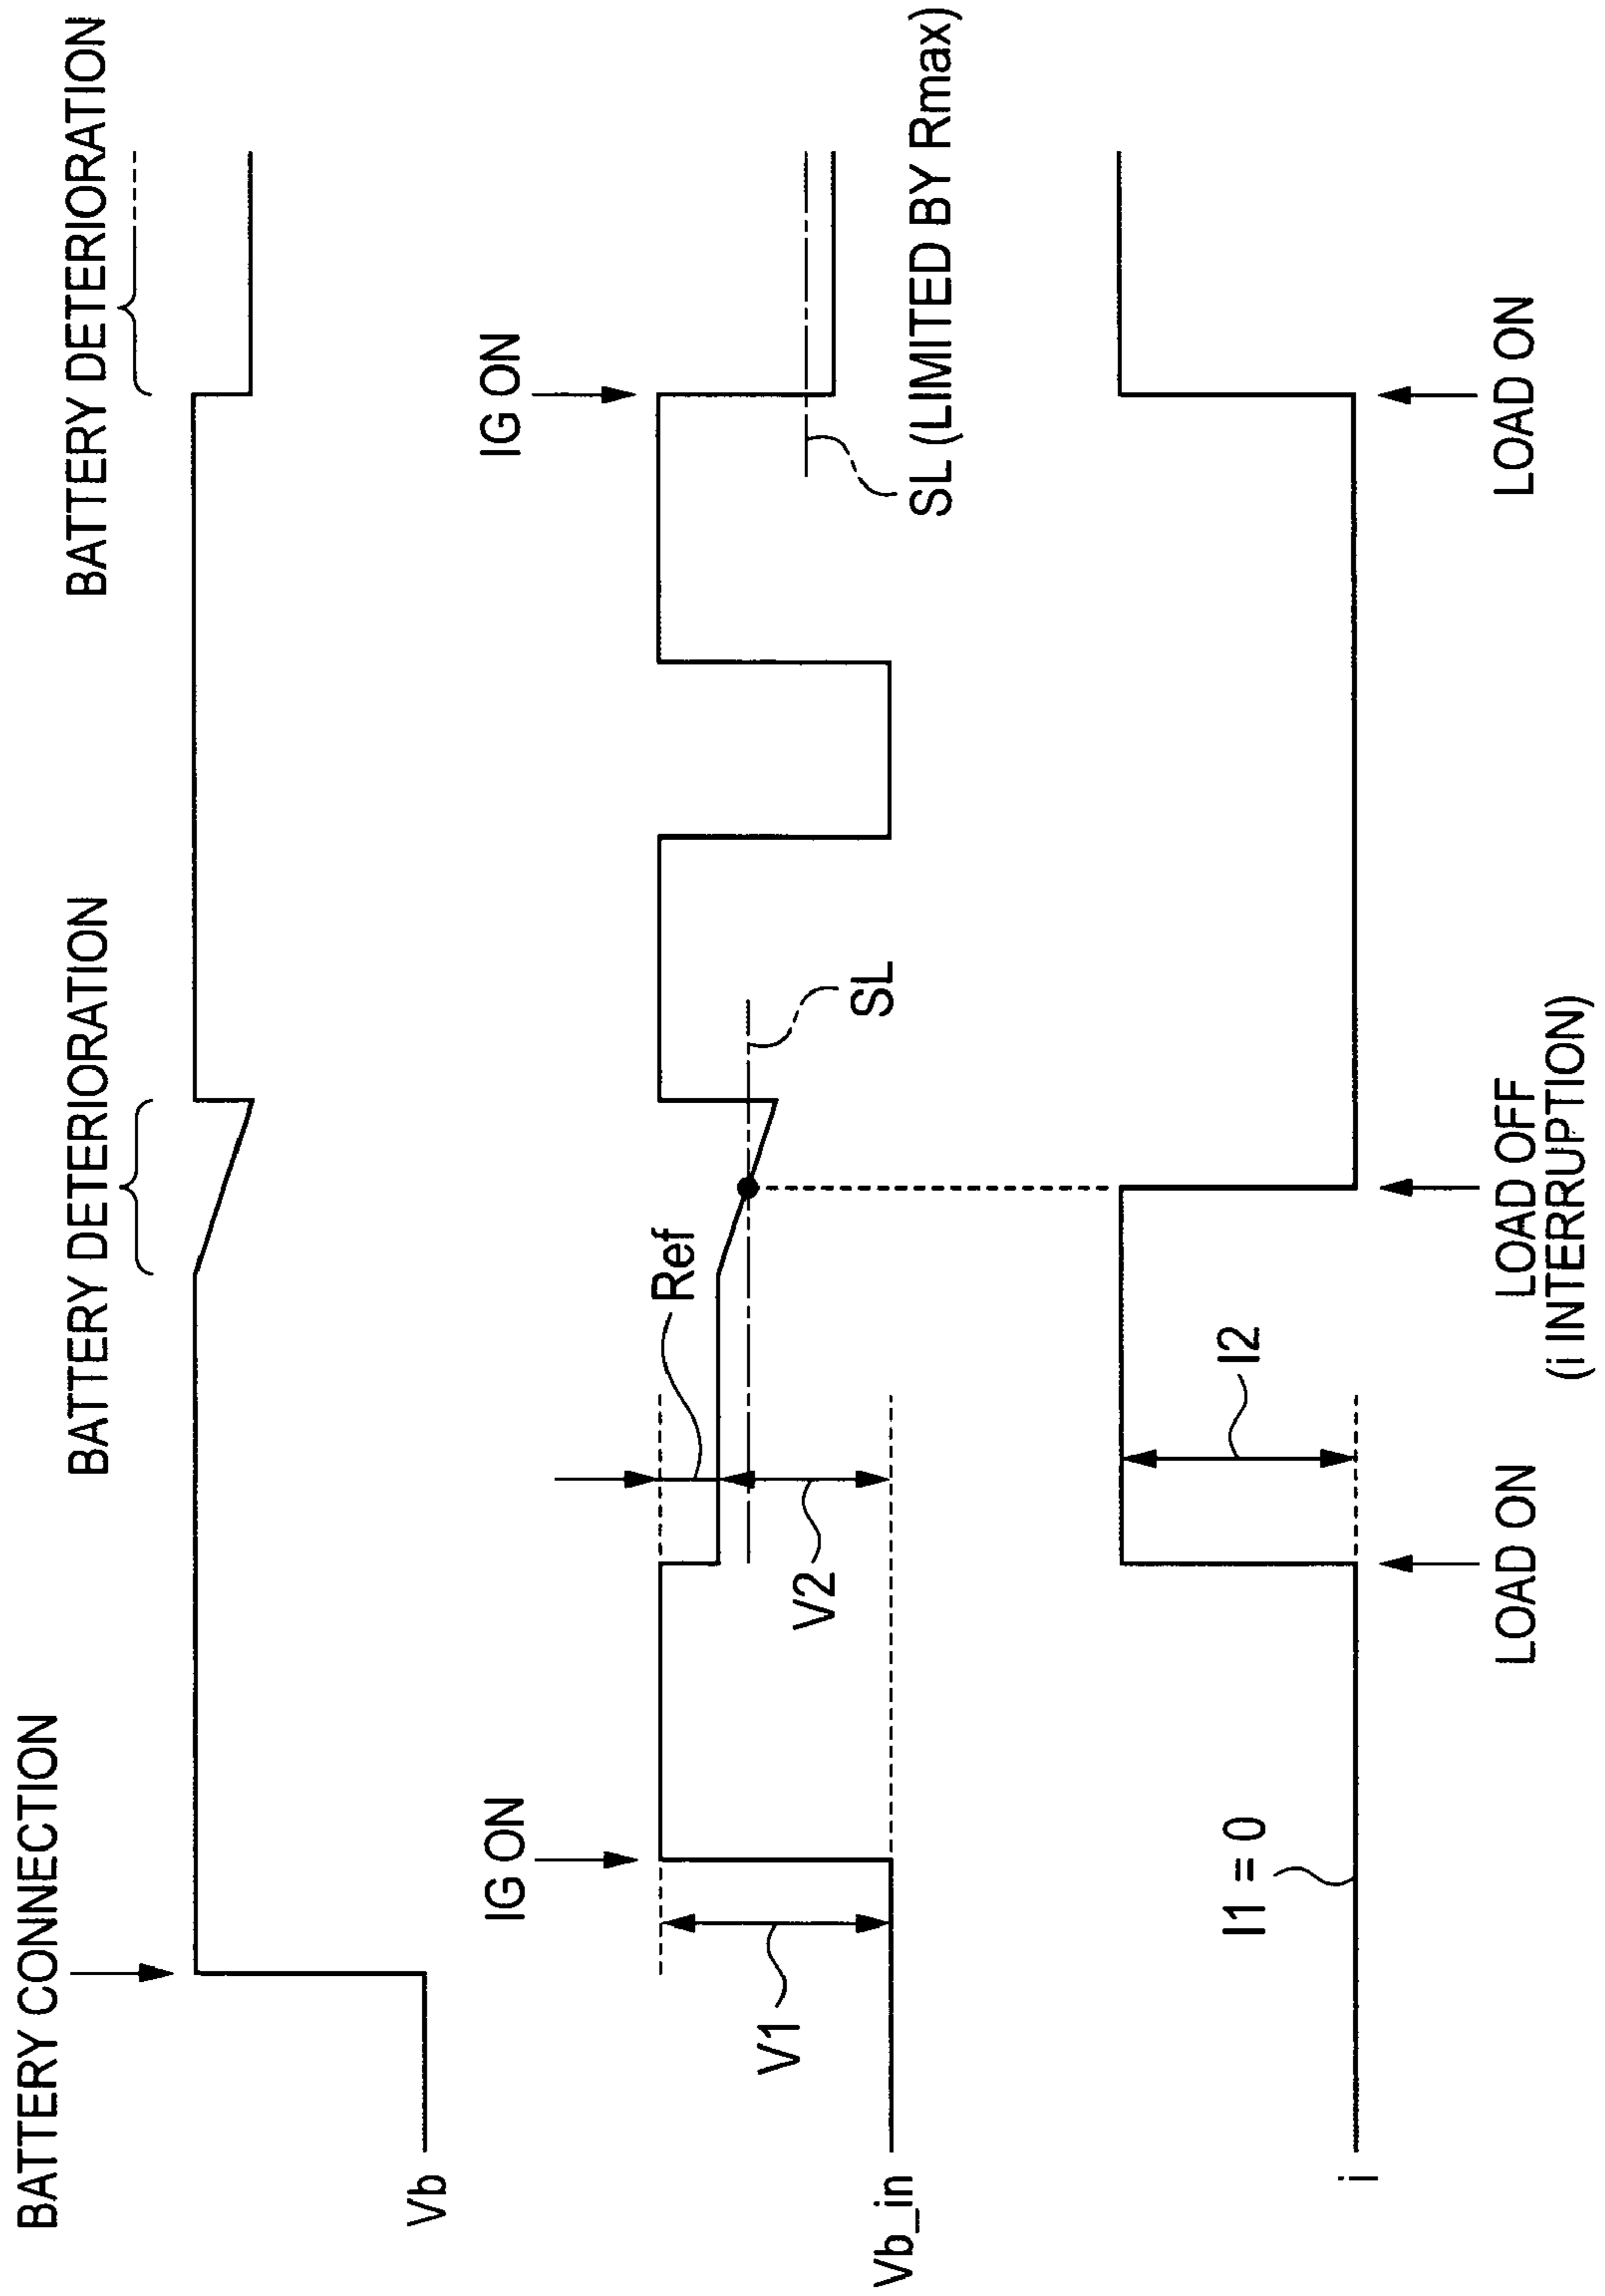 BATTERY CONNECTION
BATTERY DETERIORATION
BATTERY DETERIORATION
Vb
IG ON
Ref
IG ON
V1
V2
SL
SL (LIMITED BY Rmax)
Vb_in
I1 = 0
I2
i
LOAD ON
LOAD OFF
(i INTERRUPTION)
LOAD ON